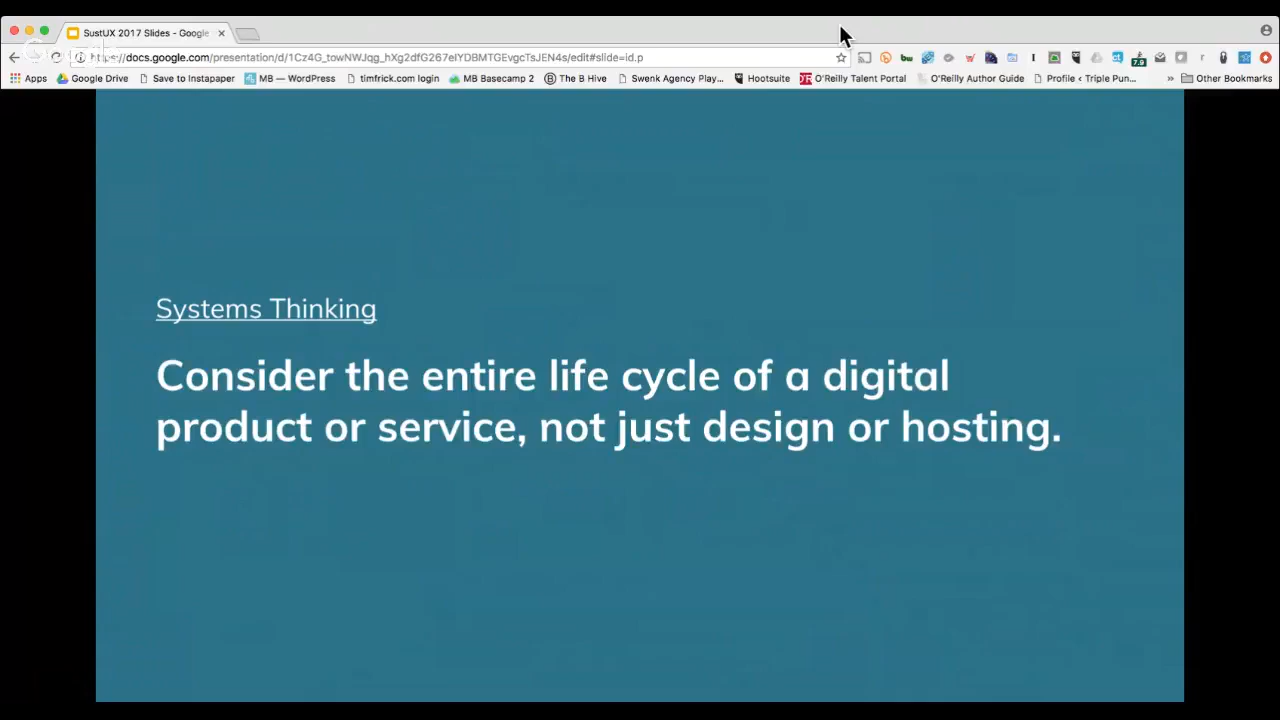 SustUX 2017 Slides - Google
https://docs.google.com/presentation/d/1Cz4G_towNWJqg_hXg2dfG267eIYDBMTGEvgcTsJEN4s/edit#slide=id.p
Apps Google Drive Save to Instapaper MB — WordPress timfrick.com login MB Basecamp 2 The B Hive Swenk Agency Play... Hootsuite O'Reilly Talent Portal O'Reilly Author Guide Profile ‹ Triple Pun... » Other Bookmarks
Systems Thinking
Consider the entire life cycle of a digital
product or service, not just design or hosting.